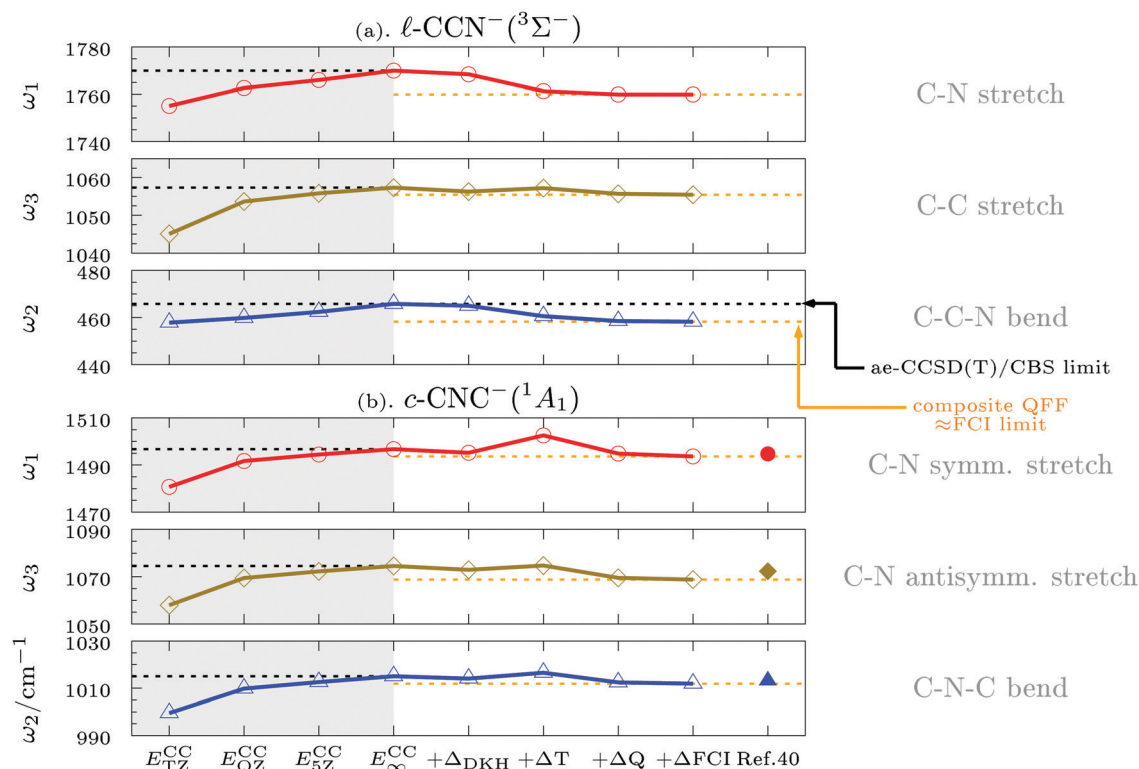 (a). ℓ-CCN⁻(³Σ⁻)
1780
1760
1740
ω₁
C-N stretch
1060
1050
1040
ω₃
C-C stretch
480
460
440
ω₂
C-C-N bend
ae-CCSD(T)/CBS limit
composite QFF
≈FCI limit
(b). c-CNC⁻(¹A₁)
1510
1490
1470
ω₁
C-N symm. stretch
1090
1070
1050
ω₃
C-N antisymm. stretch
1030
1010
990
ω₂/cm⁻¹
C-N-C bend
E^CC_TZ E^CC_QZ E^CC_5Z E^CC_∞ +Δ_DKH +ΔT +ΔQ +ΔFCI Ref.40